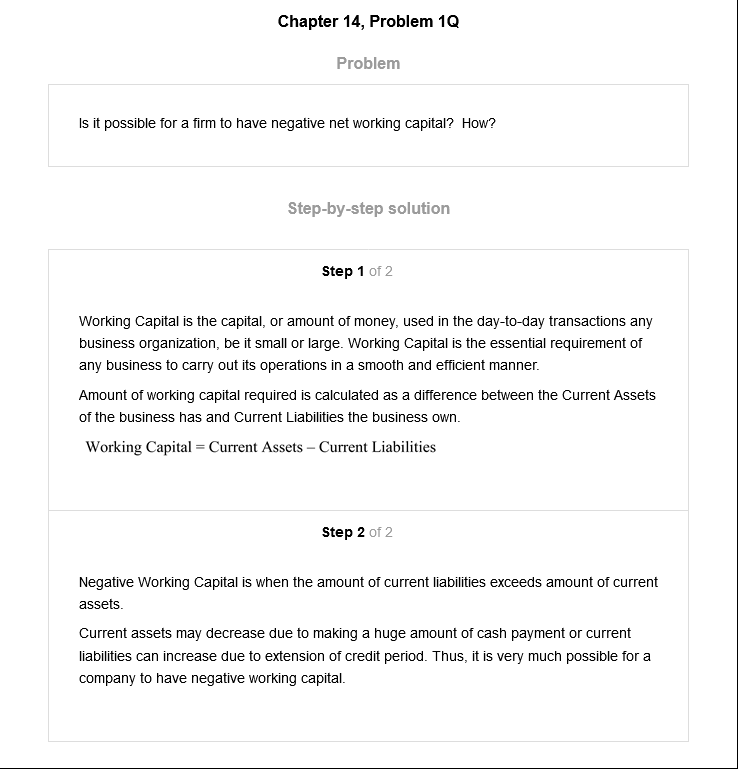 Chapter 14, Problem 1Q
Problem
Is it possible for a firm to have negative net working capital?  How?
Step-by-step solution
Step 1 of 2
Working Capital is the capital, or amount of money, used in the day-to-day transactions any
business organization, be it small or large. Working Capital is the essential requirement of
any business to carry out its operations in a smooth and efficient manner.
Amount of working capital required is calculated as a difference between the Current Assets
of the business has and Current Liabilities the business own.
Working Capital = Current Assets – Current Liabilities
Step 2 of 2
Negative Working Capital is when the amount of current liabilities exceeds amount of current
assets.
Current assets may decrease due to making a huge amount of cash payment or current
liabilities can increase due to extension of credit period. Thus, it is very much possible for a
company to have negative working capital.